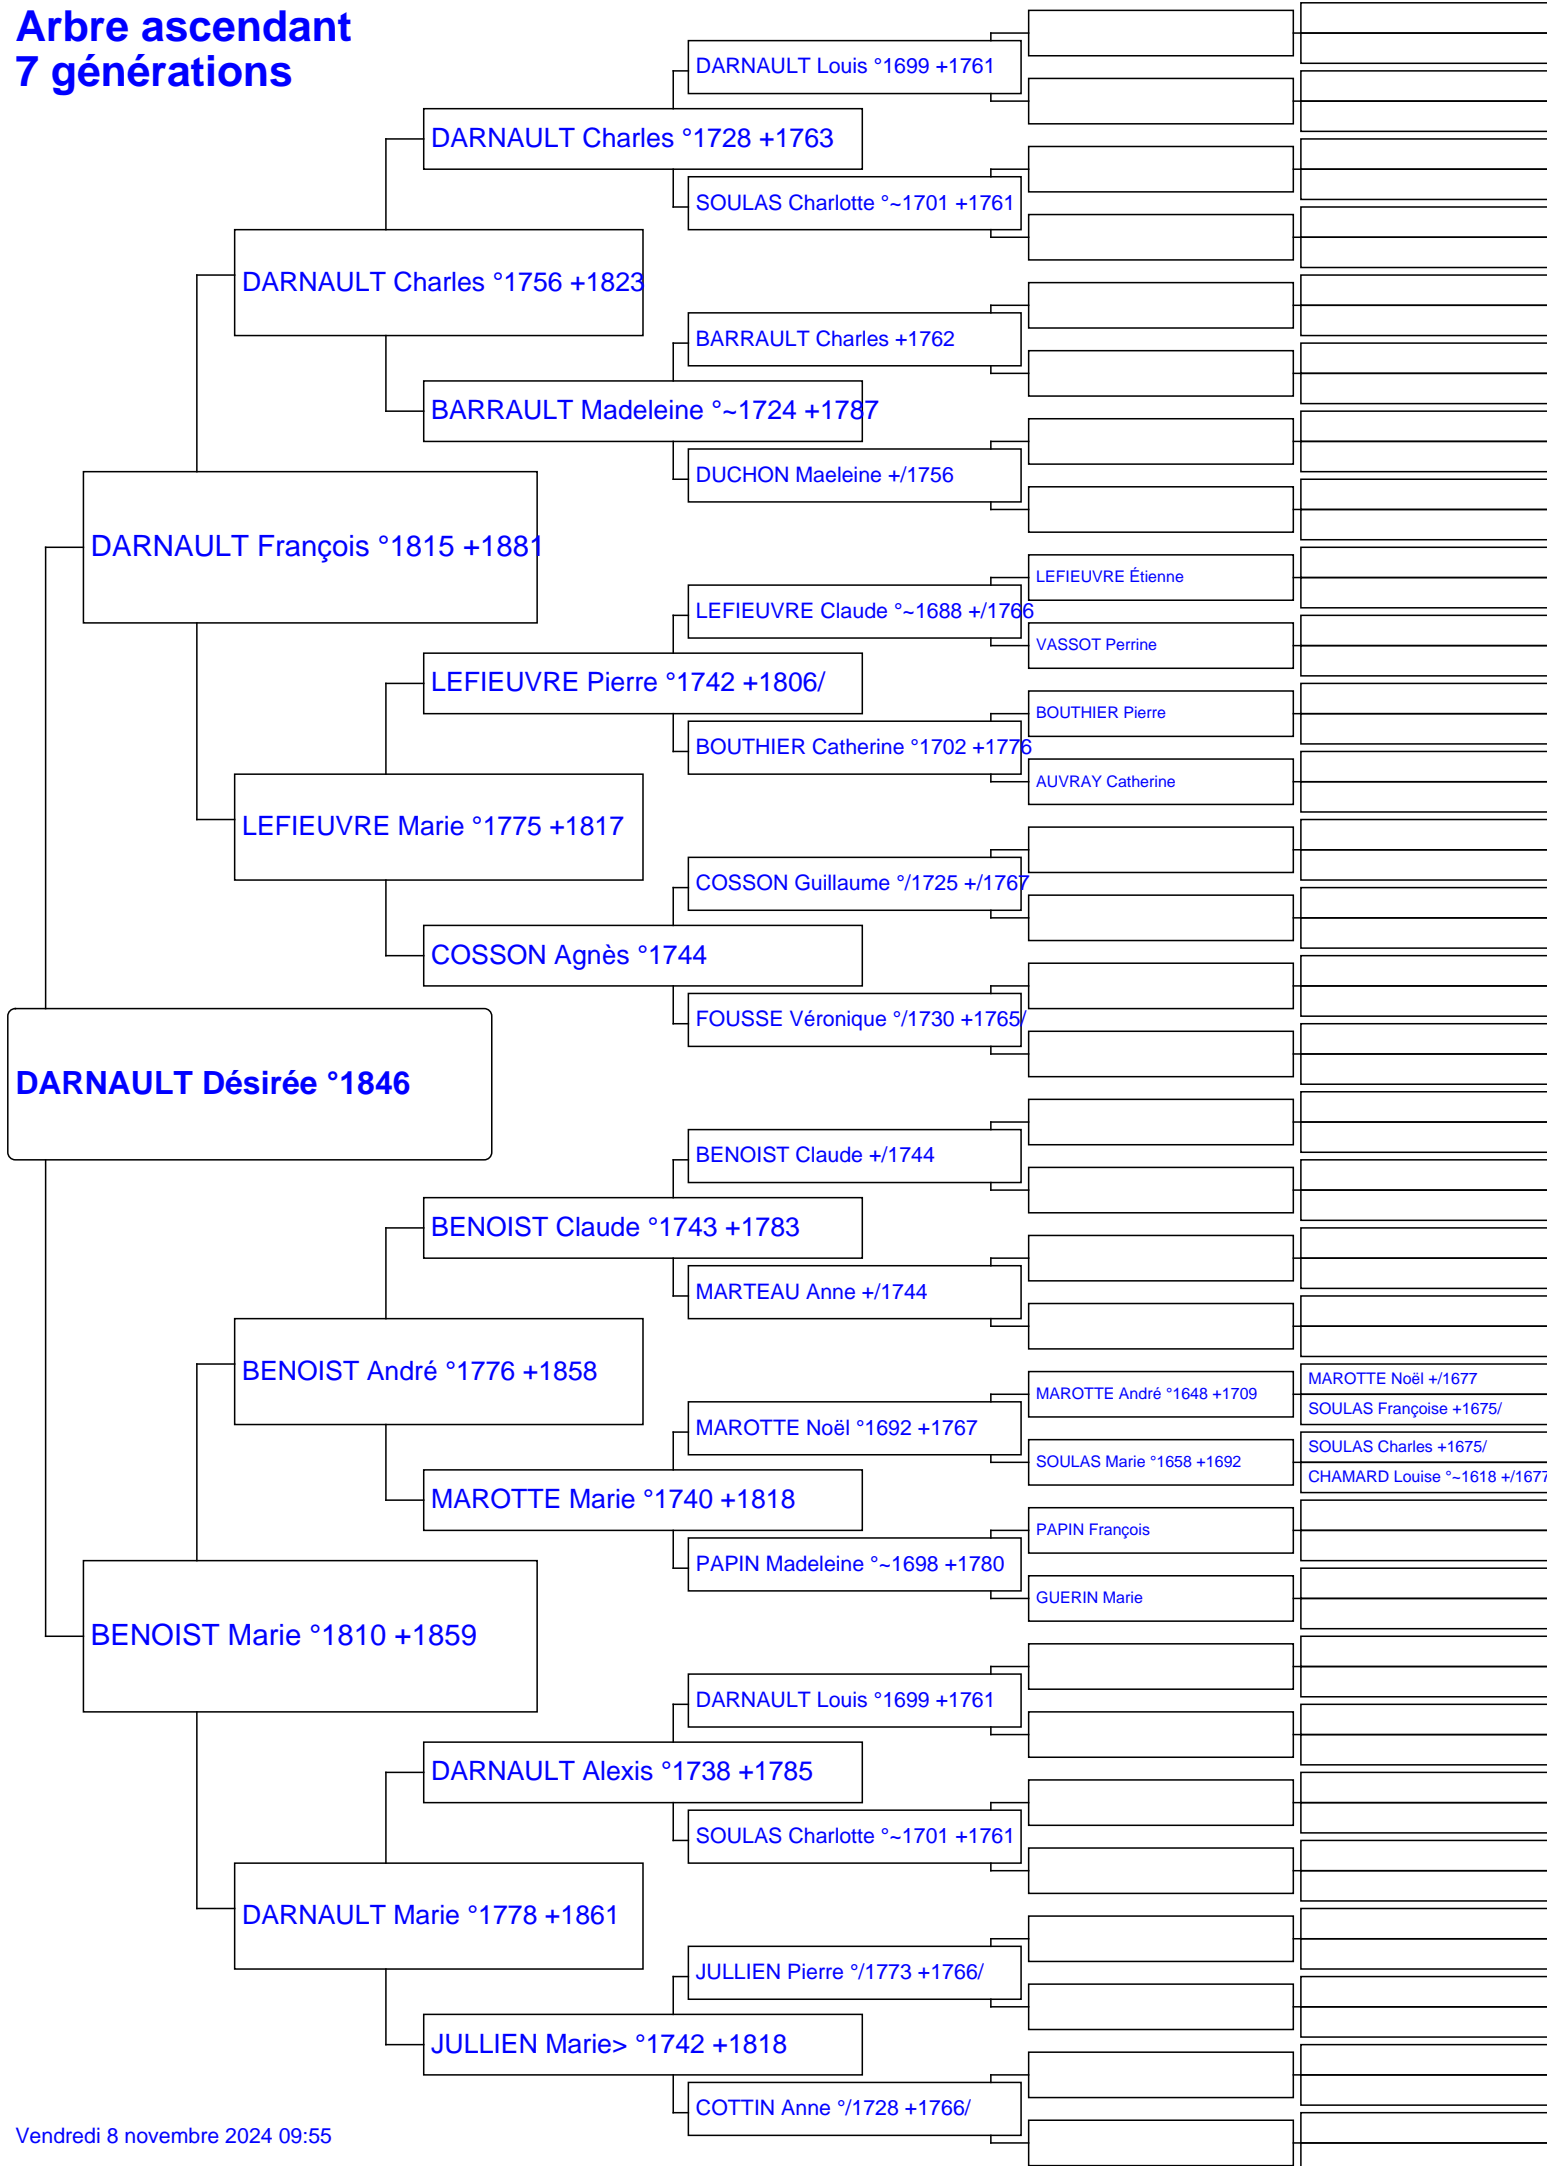 Arbre ascendant
7 générations
DARNAULT Louis °1699 +1761
DARNAULT Charles °1728 +1763
SOULAS Charlotte °~1701 +1761
DARNAULT Charles °1756 +1823
BARRAULT Charles +1762
BARRAULT Madeleine °~1724 +1787
DUCHON Maeleine +/1756
DARNAULT François °1815 +1881
LEFIEUVRE Étienne
LEFIEUVRE Claude °~1688 +/1766
VASSOT Perrine
LEFIEUVRE Pierre °1742 +1806/
BOUTHIER Pierre
BOUTHIER Catherine °1702 +1776
AUVRAY Catherine
LEFIEUVRE Marie °1775 +1817
COSSON Guillaume °/1725 +/1767
COSSON Agnès °1744
FOUSSE Véronique °/1730 +1765/
DARNAULT Désirée °1846
BENOIST Claude +/1744
BENOIST Claude °1743 +1783
MARTEAU Anne +/1744
BENOIST André °1776 +1858
MAROTTE Noël +/1677
MAROTTE André °1648 +1709
SOULAS Françoise +1675/
MAROTTE Noël °1692 +1767
SOULAS Charles +1675/
SOULAS Marie °1658 +1692
CHAMARD Louise °~1618 +/1677
MAROTTE Marie °1740 +1818
PAPIN François
PAPIN Madeleine °~1698 +1780
GUERIN Marie
BENOIST Marie °1810 +1859
DARNAULT Louis °1699 +1761
DARNAULT Alexis °1738 +1785
SOULAS Charlotte °~1701 +1761
DARNAULT Marie °1778 +1861
JULLIEN Pierre °/1773 +1766/
JULLIEN Marie> °1742 +1818
COTTIN Anne °/1728 +1766/
Vendredi 8 novembre 2024 09:55